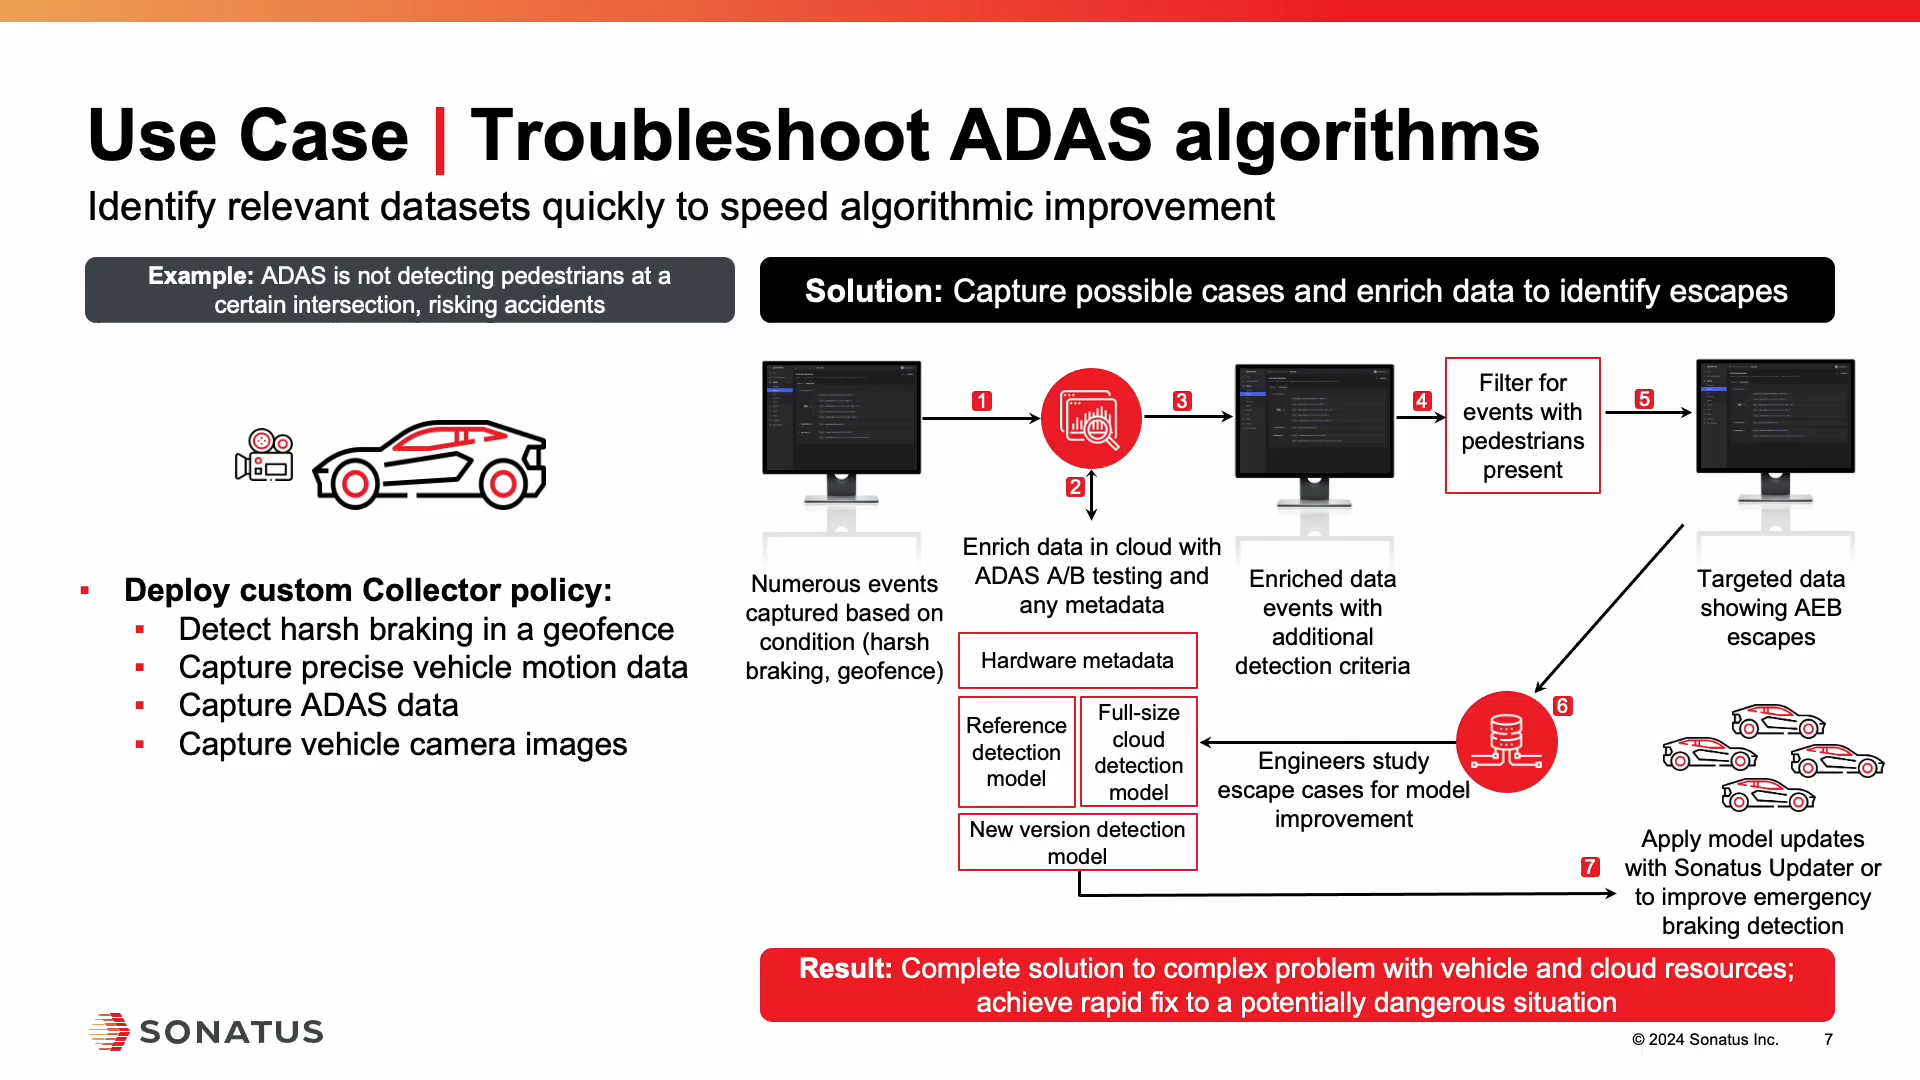 Use Case | Troubleshoot ADAS algorithms
Identify relevant datasets quickly to speed algorithmic improvement
Example: ADAS is not detecting pedestrians at a
certain intersection, risking accidents
▪ Deploy custom Collector policy:
▪ Detect harsh braking in a geofence
▪ Capture precise vehicle motion data
▪ Capture ADAS data
▪ Capture vehicle camera images
Solution: Capture possible cases and enrich data to identify escapes
1
2
3
4
5
Filter for
events with
pedestrians
present
Numerous events
captured based on
condition (harsh
braking, geofence)
Enrich data in cloud with
ADAS A/B testing and
any metadata
Hardware metadata
Reference
detection
model
Full-size
cloud
detection
model
New version detection
model
Enriched data
events with
additional
detection criteria
Targeted data
showing AEB
escapes
6
Engineers study
escape cases for model
improvement
7
Apply model updates
with Sonatus Updater or
to improve emergency
braking detection
Result: Complete solution to complex problem with vehicle and cloud resources;
achieve rapid fix to a potentially dangerous situation
SONATUS
© 2024 Sonatus Inc.
7